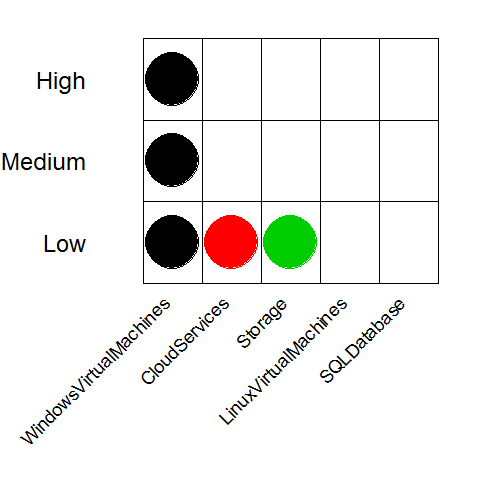 High
Medium
Low
WindowsVirtualMachines
CloudServices
Storage
LinuxVirtualMachines
SQLDatabase